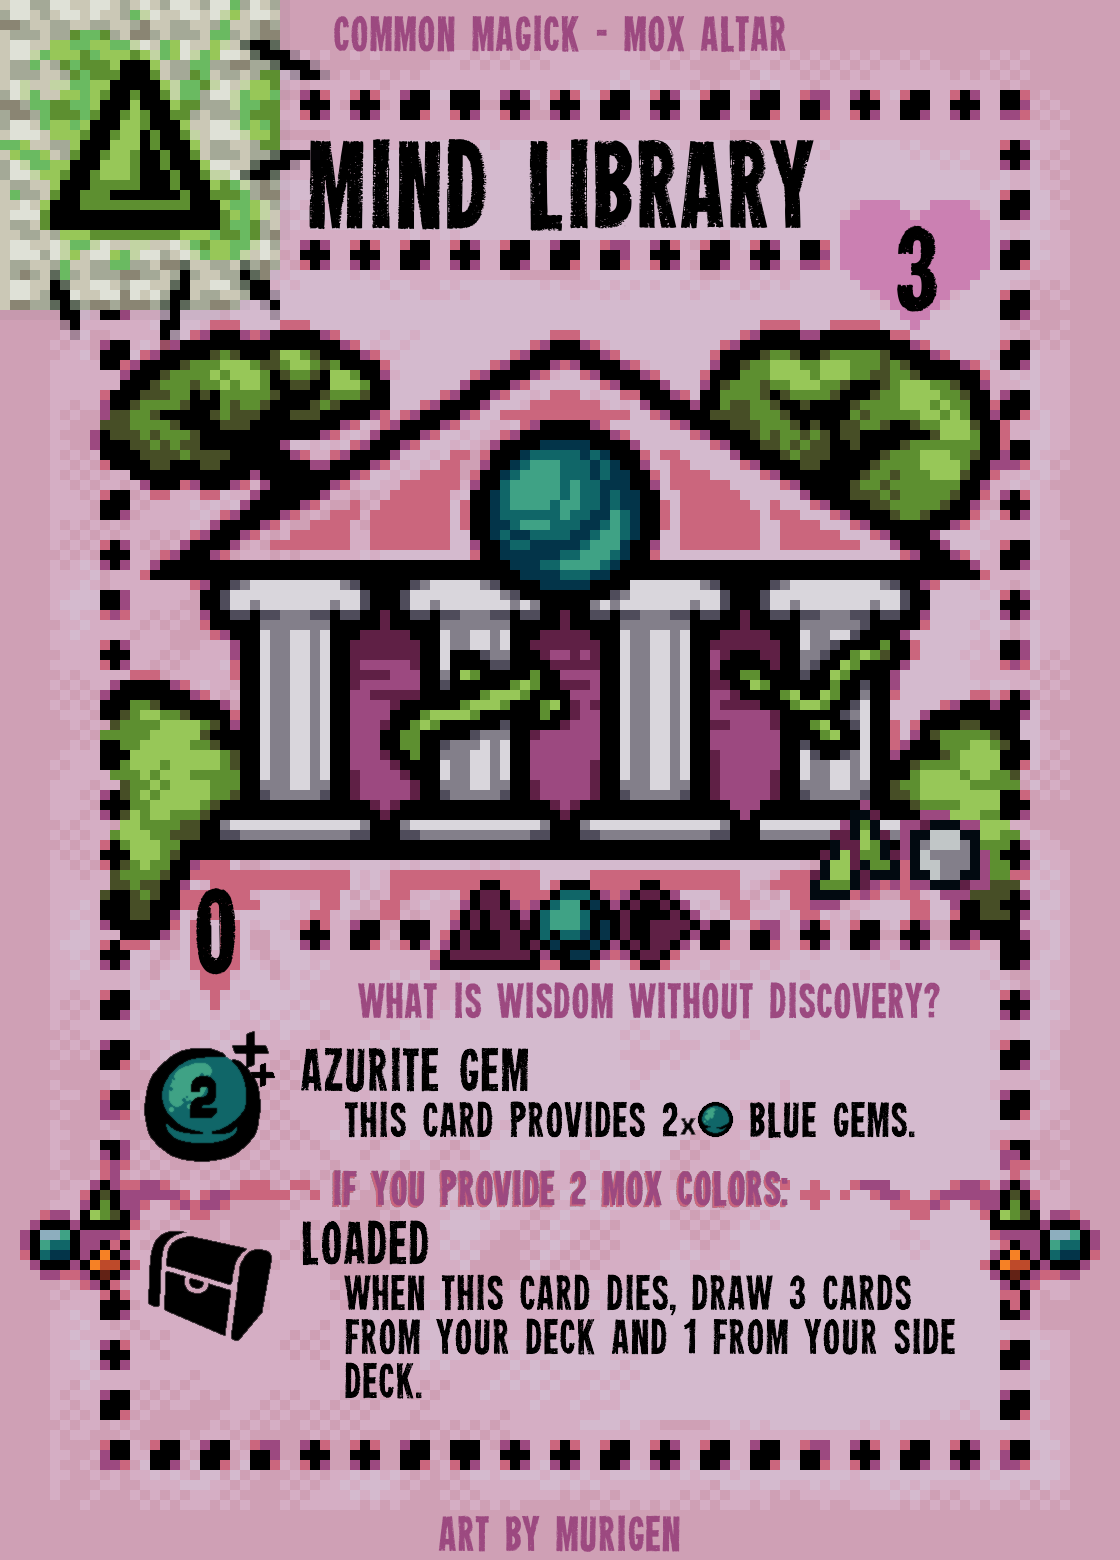 COMMON MAGICK - MOX ALTAR
MIND LIBRARY
3
0
WHAT IS WISDOM WITHOUT DISCOVERY?
2
AZURITE GEM
THIS CARD PROVIDES 2x BLUE GEMS.
IF YOU PROVIDE 2 MOX COLORS:
LOADED
WHEN THIS CARD DIES, DRAW 3 CARDS
FROM YOUR DECK AND 1 FROM YOUR SIDE
DECK.
ART BY MURIGEN